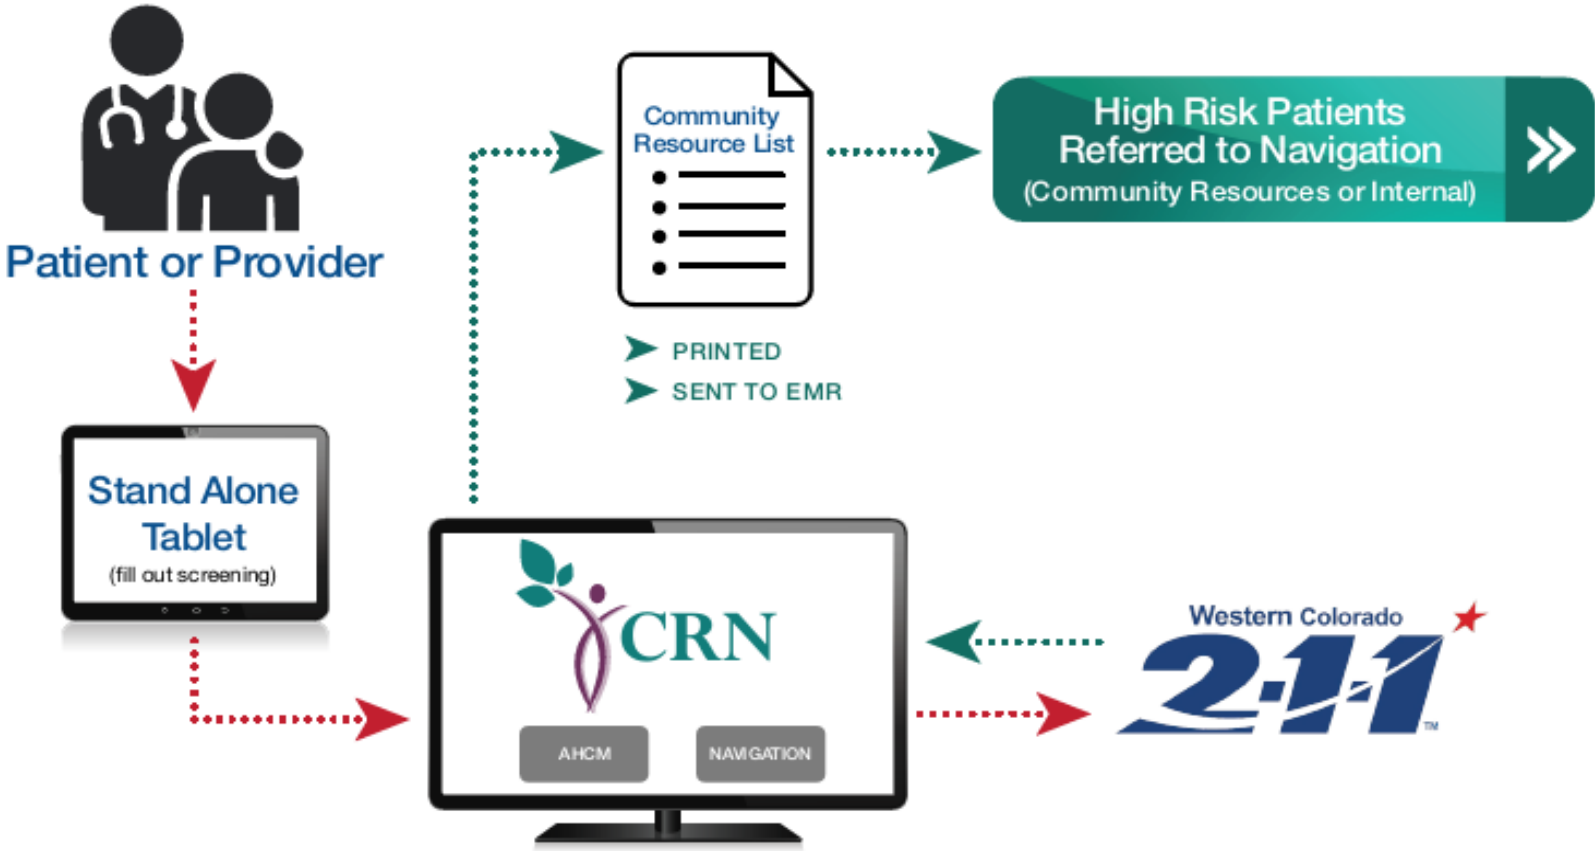 Patient or Provider
Stand Alone
Tablet
(fill out screening)
Community
Resource List
PRINTED
SENT TO EMR
High Risk Patients
Referred to Navigation
(Community Resources or Internal)
CRN
AHCM
NAVIGATION
Western Colorado
2-1-1
TM